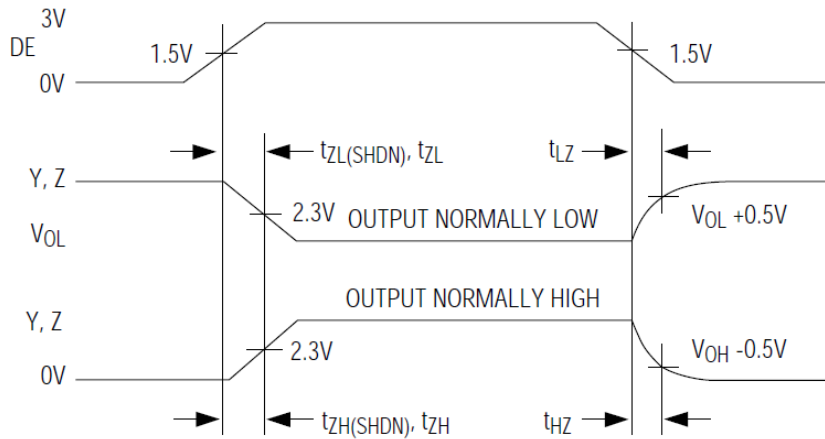 3V
DE
1.5V
1.5V
0V
tZL(SHDN), tZL
tLZ
Y, Z
2.3V
OUTPUT NORMALLY LOW
VOL +0.5V
VOL
OUTPUT NORMALLY HIGH
Y, Z
2.3V
VOH -0.5V
0V
tZH(SHDN), tZH
tHZ